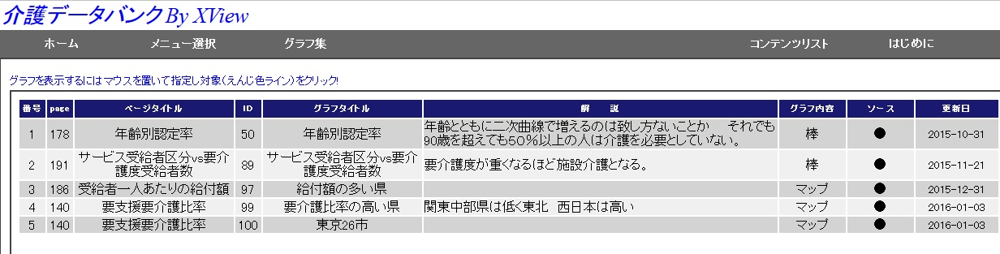 介護データバンク By XView
ホーム メニュー選択 グラフ集 コンテンツリスト はじめに
グラフを表示するにはマウスを置いて指定し対象(えんじ色ライン)をクリック!
番号 page ページタイトル ID グラフタイトル 解 説 グラフ内容 ソース 更新日
1 178 年齢別認定率 50 年齢別認定率 年齢とともに二次曲線で増えるのは致し方ないことか それでも
90歳を超えても50%以上の人は介護を必要としていない。 棒 ● 2015-10-31
2 191 サービス受給者区分vs要介
護度受給者数 89 サービス受給者区分vs要介
護度受給者数 要介護度が重くなるほど施設介護となる。 棒 ● 2015-11-21
3 186 受給者一人あたりの給付額 97 給付額の多い県 マップ ● 2015-12-31
4 140 要支援要介護比率 99 要介護比率の高い県 関東中部県は低く東北 西日本は高い マップ ● 2016-01-03
5 140 要支援要介護比率 100 東京26市 マップ ● 2016-01-03